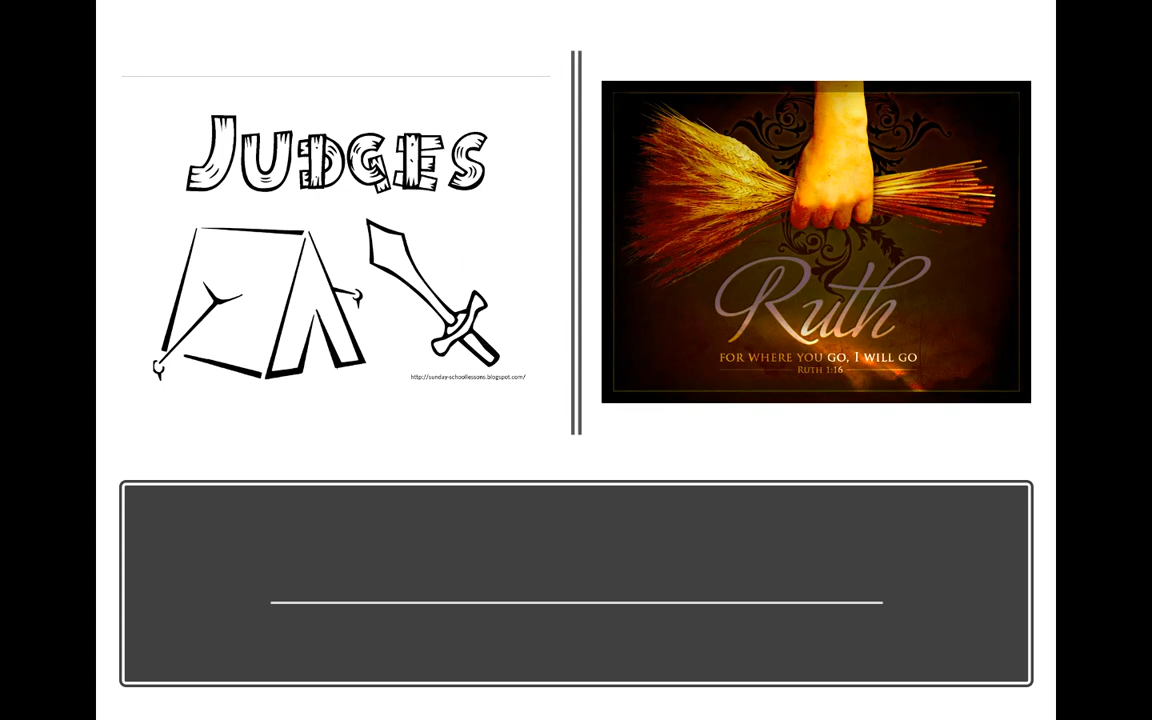 JUDGES
http://sunday-schoollessons.blogspot.com/
Ruth
FOR WHERE YOU GO, I WILL GO
RUTH 1:16